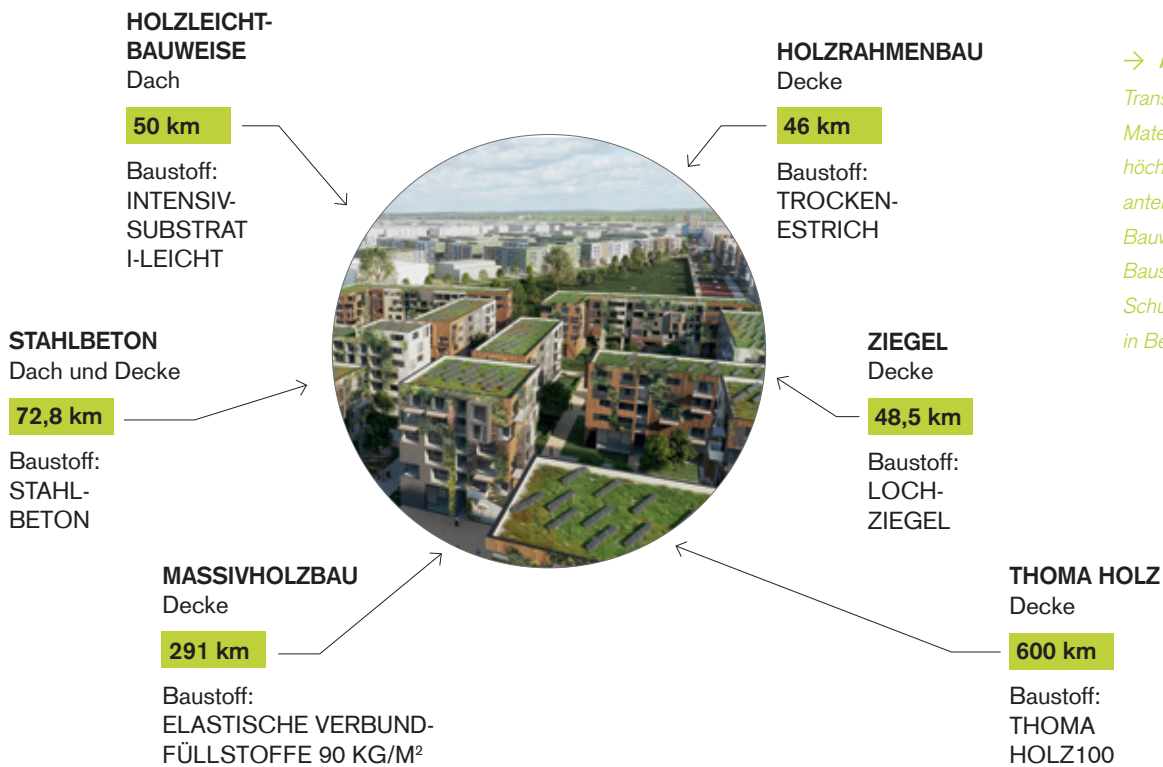 HOLZLEICHT-
BAUWEISE
Dach
50 km
Baustoff:
INTENSIV-
SUBSTRAT
I-LEICHT
HOLZRAHMENBAU
Decke
46 km
Baustoff:
TROCKEN-
ESTRICH
STAHLBETON
Dach und Decke
72,8 km
Baustoff:
STAHL-
BETON
ZIEGEL
Decke
48,5 km
Baustoff:
LOCH-
ZIEGEL
MASSIVHOLZBAU
Decke
291 km
Baustoff:
ELASTISCHE VERBUND-
FÜLLSTOFFE 90 KG/M²
THOMA HOLZ
Decke
600 km
Baustoff:
THOMA
HOLZ100
→
in